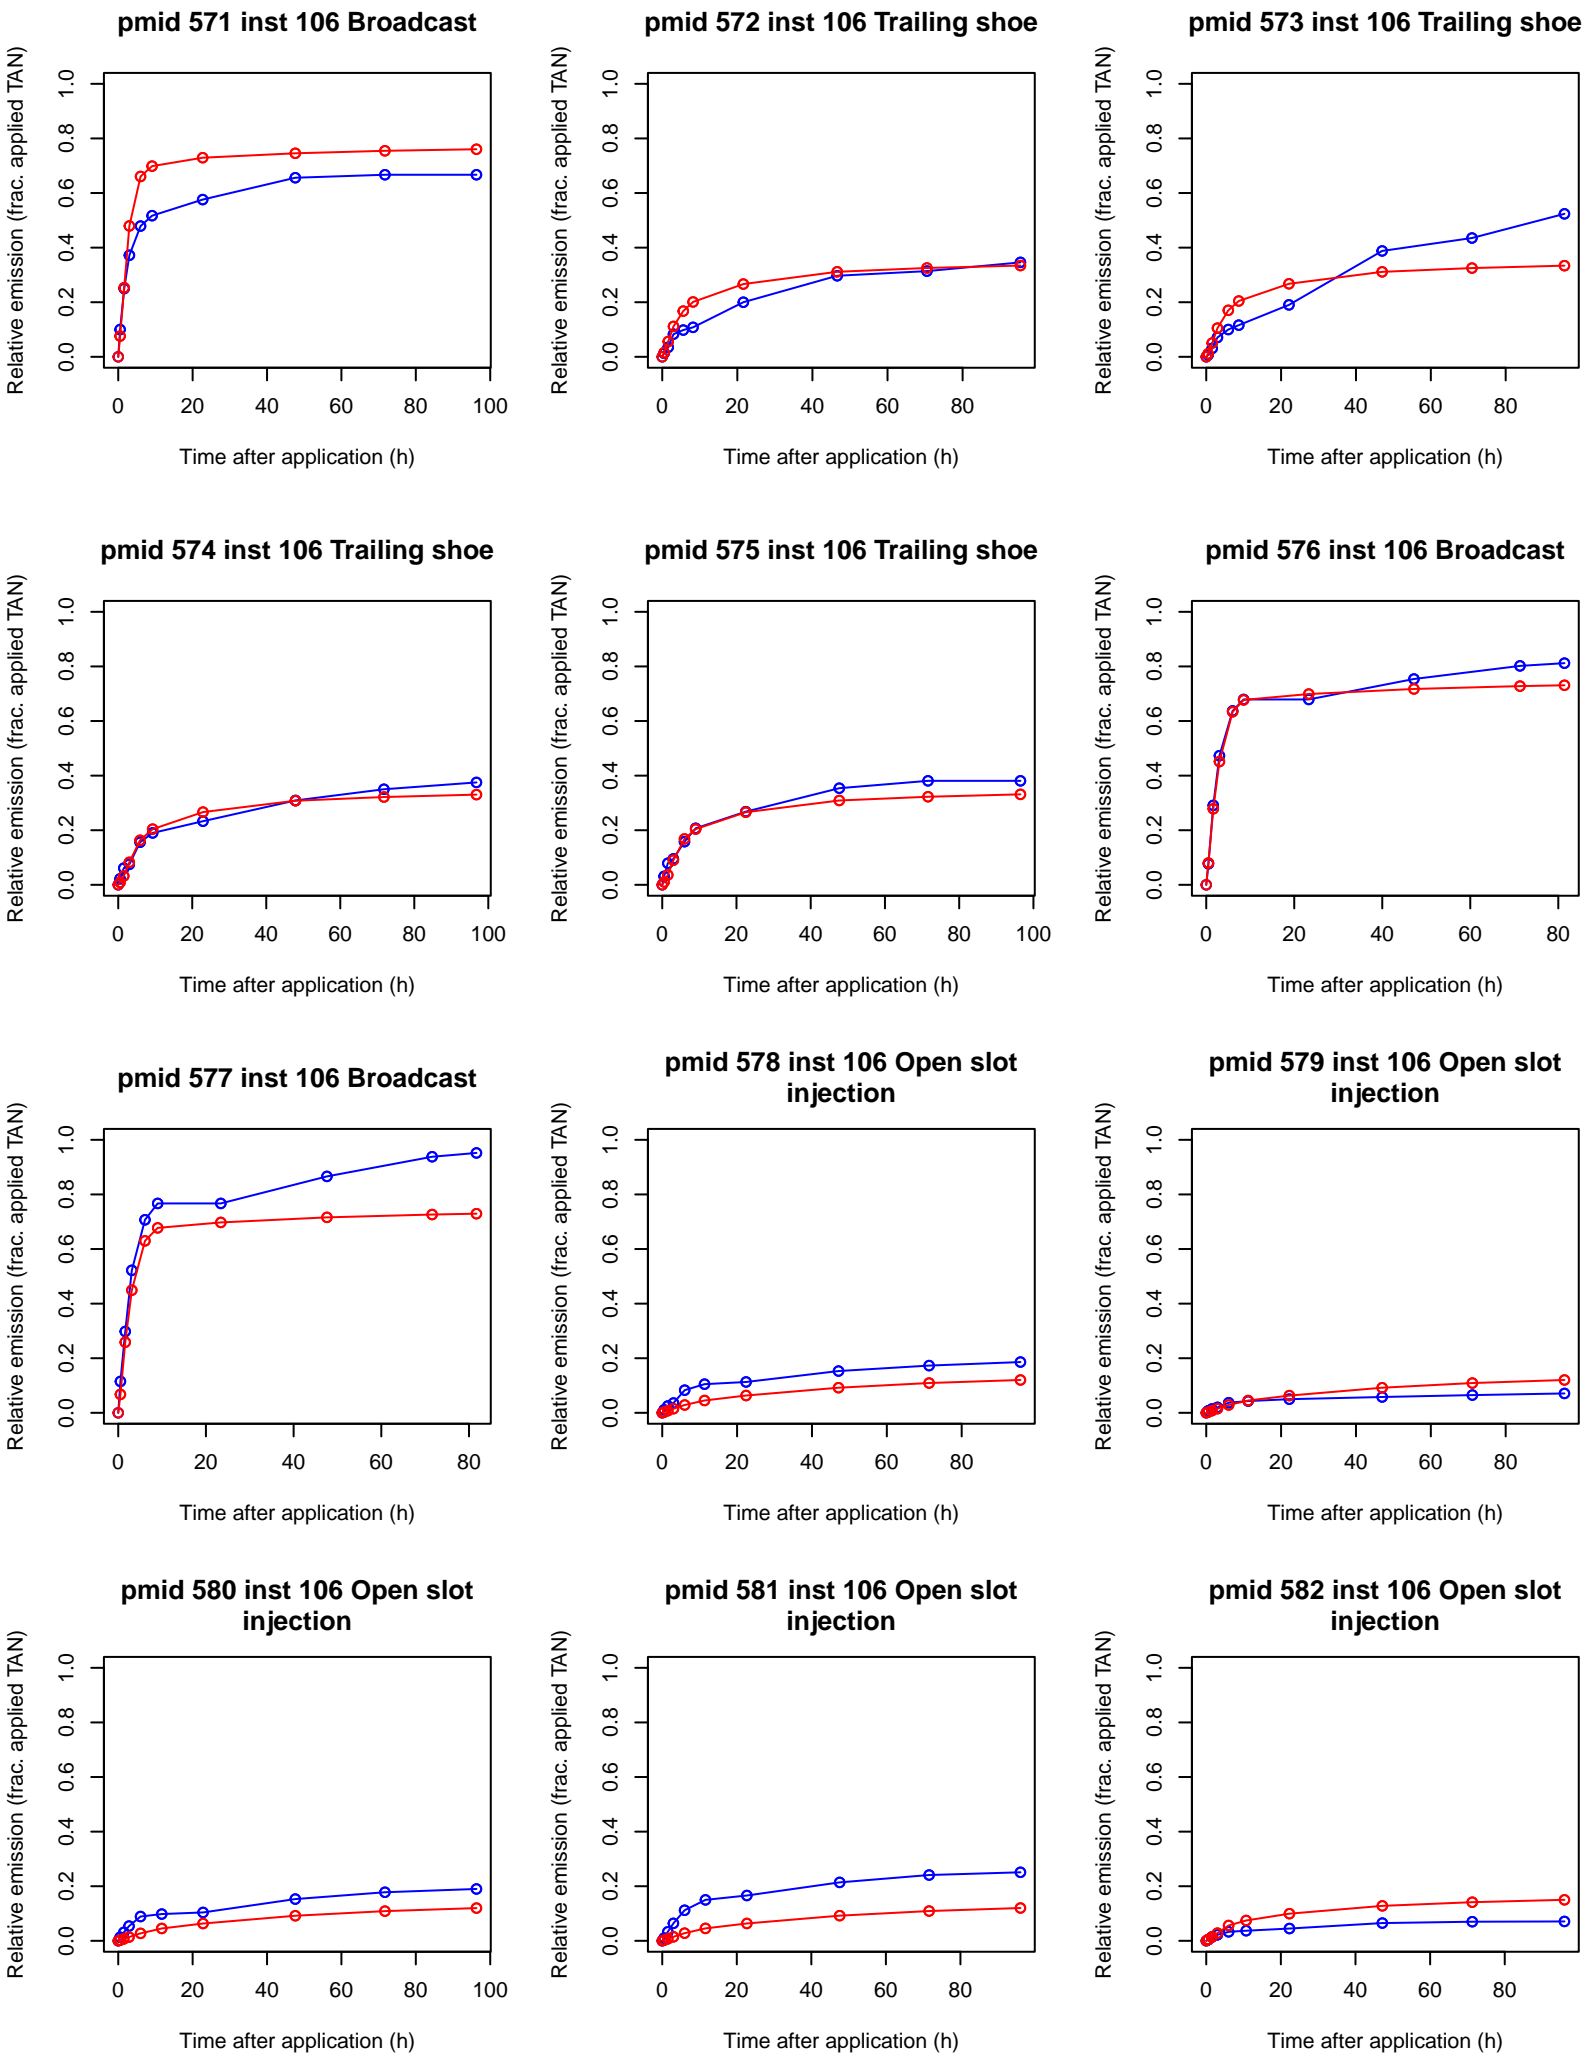 pmid 571 inst 106 Broadcast
Relative emission (frac. applied TAN)
0.0 0.2 0.4 0.6 0.8 1.0
0 20 40 60 80 100
Time after application (h)
pmid 572 inst 106 Trailing shoe
Relative emission (frac. applied TAN)
0.0 0.2 0.4 0.6 0.8 1.0
0 20 40 60 80
Time after application (h)
pmid 573 inst 106 Trailing shoe
Relative emission (frac. applied TAN)
0.0 0.2 0.4 0.6 0.8 1.0
0 20 40 60 80
Time after application (h)
pmid 574 inst 106 Trailing shoe
Relative emission (frac. applied TAN)
0.0 0.2 0.4 0.6 0.8 1.0
0 20 40 60 80 100
Time after application (h)
pmid 575 inst 106 Trailing shoe
Relative emission (frac. applied TAN)
0.0 0.2 0.4 0.6 0.8 1.0
0 20 40 60 80 100
Time after application (h)
pmid 576 inst 106 Broadcast
Relative emission (frac. applied TAN)
0.0 0.2 0.4 0.6 0.8 1.0
0 20 40 60 80
Time after application (h)
pmid 577 inst 106 Broadcast
Relative emission (frac. applied TAN)
0.0 0.2 0.4 0.6 0.8 1.0
0 20 40 60 80
Time after application (h)
pmid 578 inst 106 Open slot
injection
Relative emission (frac. applied TAN)
0.0 0.2 0.4 0.6 0.8 1.0
0 20 40 60 80
Time after application (h)
pmid 579 inst 106 Open slot
injection
Relative emission (frac. applied TAN)
0.0 0.2 0.4 0.6 0.8 1.0
0 20 40 60 80
Time after application (h)
pmid 580 inst 106 Open slot
injection
Relative emission (frac. applied TAN)
0.0 0.2 0.4 0.6 0.8 1.0
0 20 40 60 80 100
Time after application (h)
pmid 581 inst 106 Open slot
injection
Relative emission (frac. applied TAN)
0.0 0.2 0.4 0.6 0.8 1.0
0 20 40 60 80
Time after application (h)
pmid 582 inst 106 Open slot
injection
Relative emission (frac. applied TAN)
0.0 0.2 0.4 0.6 0.8 1.0
0 20 40 60 80
Time after application (h)